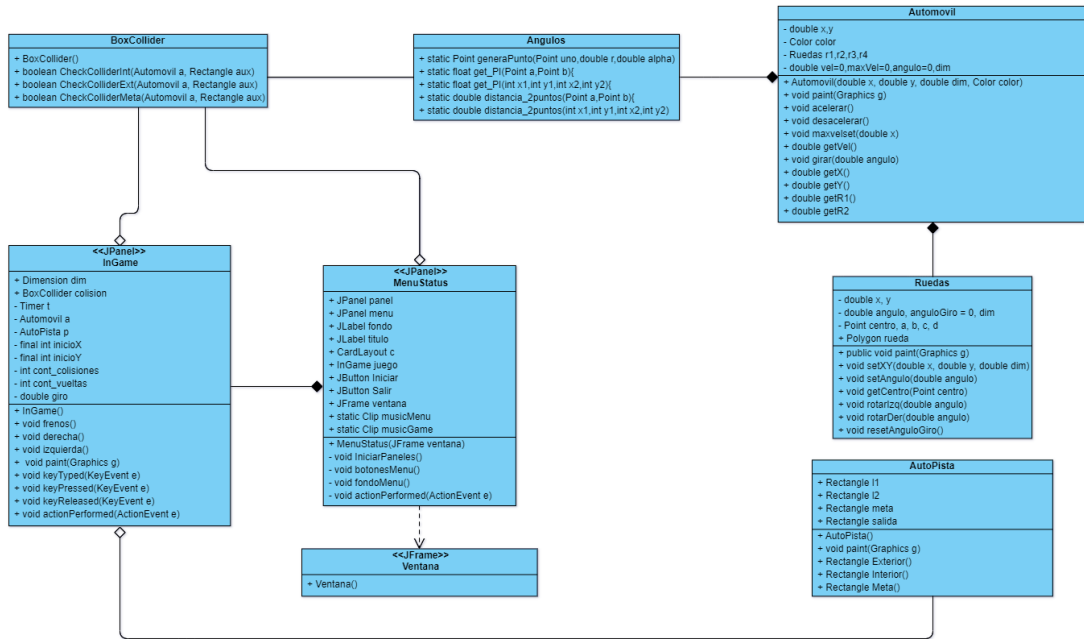 BoxCollider
+ BoxCollider()
+ boolean CheckColliderInt(Automovil a, Rectangle aux)
+ boolean CheckColliderExt(Automovil a, Rectangle aux)
+ boolean CheckColliderMeta(Automovil a, Rectangle aux)
Angulos
+ static Point generaPunto(Point uno,double r,double alpha)
+ static float get_PI(Point a,Point b){
+ static float get_PI(int x1,int y1,int x2,int y2){
+ static double distancia_2puntos(Point a,Point b){
+ static double distancia_2puntos(int x1,int y1,int x2,int y2)
Automovil
- double x,y
- Color color
- Ruedas r1,r2,r3,r4
- double vel=0,maxVel=0,angulo=0,dim
+ Automovil(double x, double y, double dim, Color color)
+ void paint(Graphics g)
+ void acelerar()
+ void desacelerar()
+ void maxvelset(double x)
+ double getVel()
+ void girar(double angulo)
+ double getX()
+ double getY()
+ double getR1()
+ double getR2
<<JPanel>>
InGame
+ Dimension dim
+ BoxCollider colision
- Timer t
- Automovil a
- AutoPista p
- final int inicioX
- final int inicioY
- int cont_colisiones
- int cont_vueltas
- double giro
+ InGame()
+ void frenos()
+ void derecha()
+ void izquierda()
+ void paint(Graphics g)
+ void keyTyped(KeyEvent e)
+ void keyPressed(KeyEvent e)
+ void keyReleased(KeyEvent e)
+ void actionPerformed(ActionEvent e)
<<JPanel>>
MenuStatus
+ JPanel panel
+ JPanel menu
+ JLabel fondo
+ JLabel titulo
+ CardLayout c
+ InGame juego
+ JButton Iniciar
+ JButton Salir
+ JFrame ventana
+ static Clip musicMenu
+ static Clip musicGame
+ MenuStatus(JFrame ventana)
- void IniciarPaneles()
- void botonesMenu()
- void fondoMenu()
- void actionPerformed(ActionEvent e)
<<JFrame>>
Ventana
+ Ventana()
Ruedas
- double x, y
- double angulo, anguloGiro = 0, dim
- Point centro, a, b, c, d
+ Polygon rueda
+ public void paint(Graphics g)
+ void setXY(double x, double y, double dim)
+ void setAngulo(double angulo)
+ void getCentro(Point centro)
+ void rotarIzq(double angulo)
+ void rotarDer(double angulo)
+ void resetAnguloGiro()
AutoPista
+ Rectangle l1
+ Rectangle l2
+ Rectangle meta
+ Rectangle salida
+ AutoPista()
+ void paint(Graphics g)
+ Rectangle Exterior()
+ Rectangle Interior()
+ Rectangle Meta()